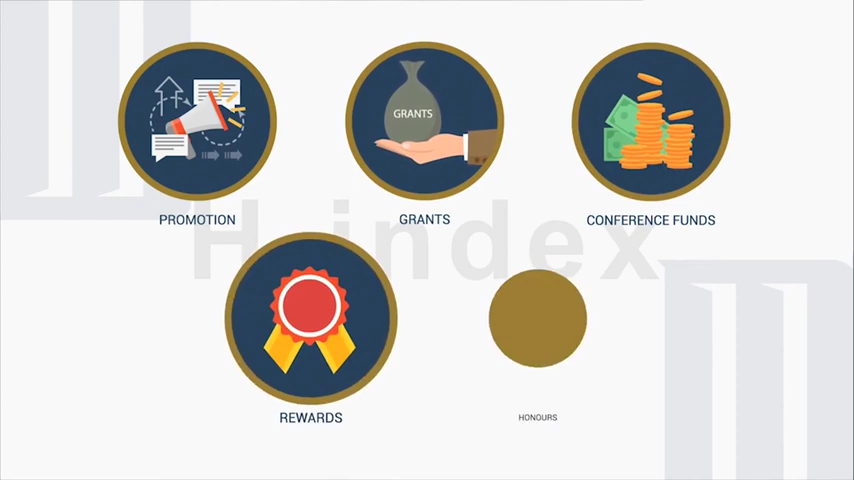 GRANTS
PROMOTION
GRANTS
CONFERENCE FUNDS
H index
REWARDS
HONOURS